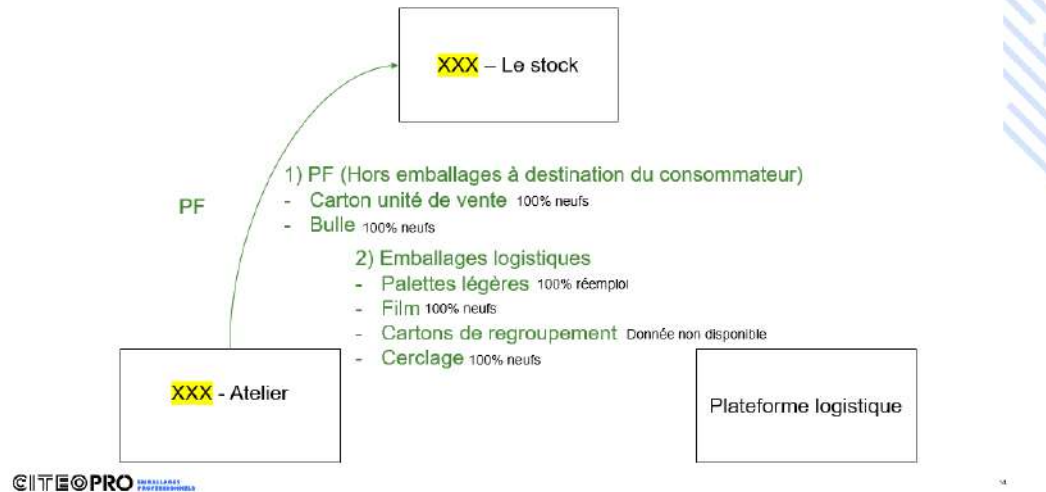 XXX – Le stock
PF
1) PF (Hors emballages à destination du consommateur)
- Carton unité de vente 100% neufs
- Bulle 100% neufs
2) Emballages logistiques
- Palettes légères 100% réemploi
- Film 100% neufs
- Cartons de regroupement Donnée non disponible
- Cerclage 100% neufs
XXX - Atelier
Plateforme logistique
CITEOPRO EMBALLAGES PROFESSIONNELS